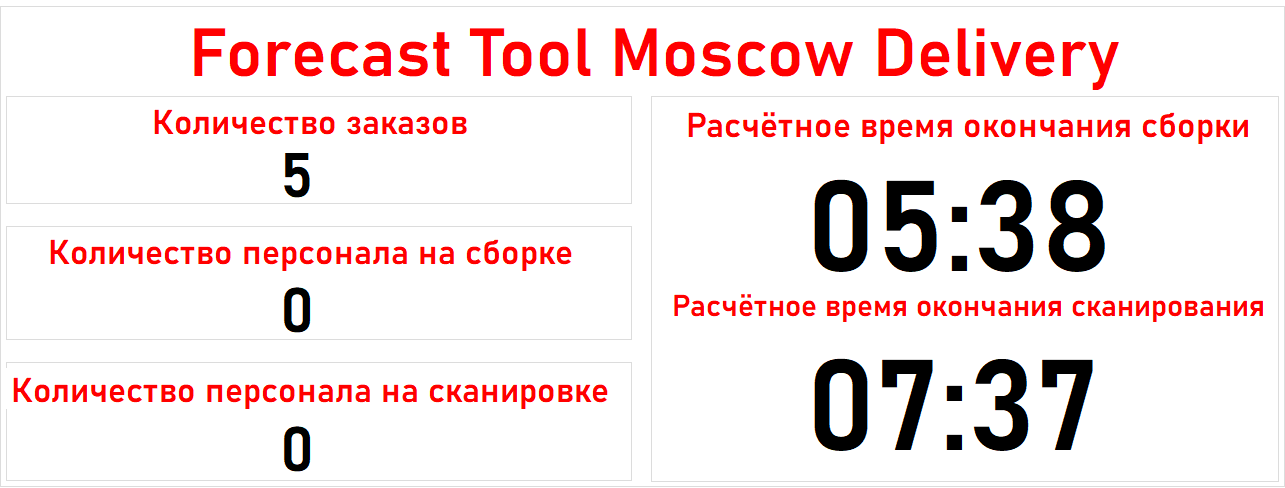 Forecast Tool Moscow Delivery
Количество заказов
5
Количество персонала на сборке
0
Количество персонала на сканировке
0
Расчётное время окончания сборки
05:38
Расчётное время окончания сканирования
07:37